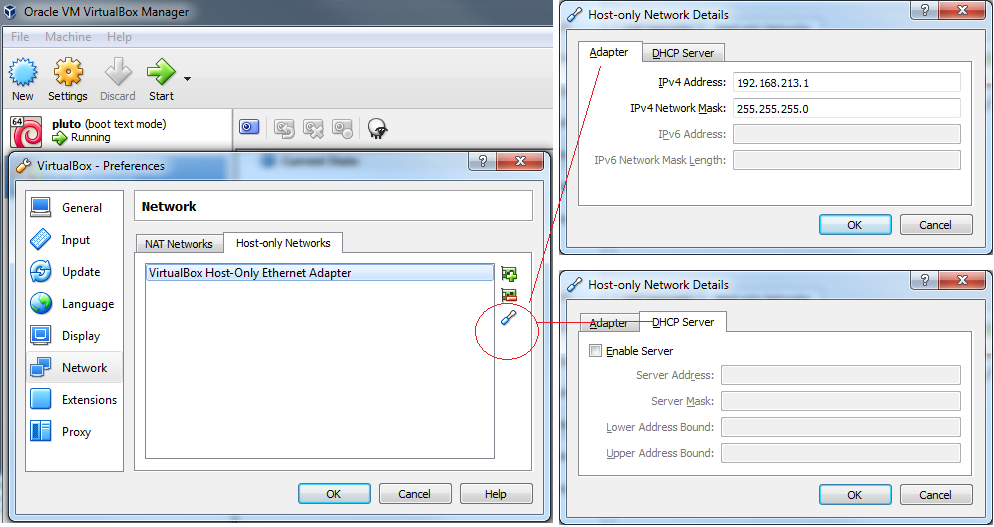 Oracle VM VirtualBox Manager
File Machine Help
New Settings Discard Start
64
pluto (boot text mode)
Running
Current State
VirtualBox - Preferences
?
General
Input
Update
Language
Display
Network
Extensions
Proxy
Network
NAT Networks Host-only Networks
VirtualBox Host-Only Ethernet Adapter
OK Cancel Help
Host-only Network Details
?
Adapter DHCP Server
IPv4 Address: 192.168.213.1
IPv4 Network Mask: 255.255.255.0
IPv6 Address:
IPv6 Network Mask Length:
OK Cancel
Host-only Network Details
?
Adapter DHCP Server
Enable Server
Server Address:
Server Mask:
Lower Address Bound:
Upper Address Bound:
OK Cancel